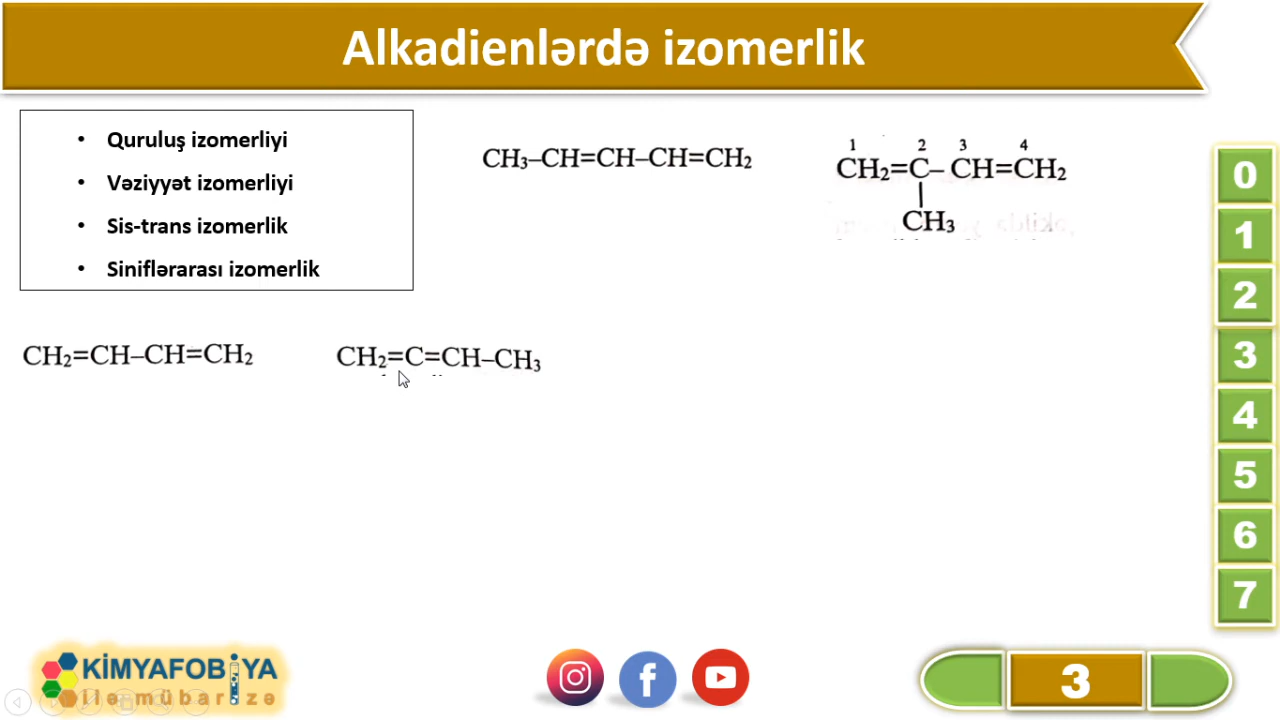 Alkadienlərdə izomerlik
• Quruluş izomerliyi
• Vəziyyət izomerliyi
• Sis-trans izomerlik
• Siniflərarası izomerlik
CH₃–CH=CH–CH=CH₂
1 2 3 4
CH₂=C–CH=CH₂
CH₃
CH₂=CH–CH=CH₂
CH₂=C=CH–CH₃
0
1
2
3
4
5
6
7
KİMYAFOBİYA
ilə mübarizə
3